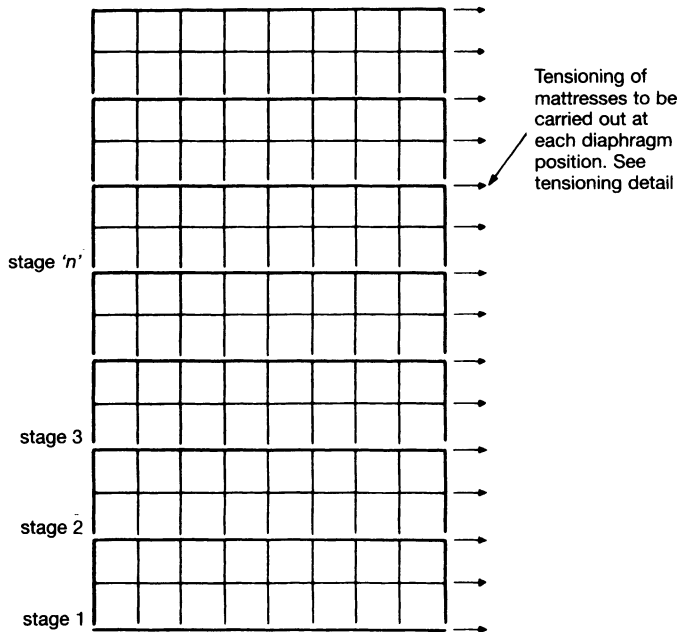 Tensioning of
mattresses to be
carried out at
each diaphragm
position. See
tensioning detail
stage ‘n’
stage 3
stage 2
stage 1